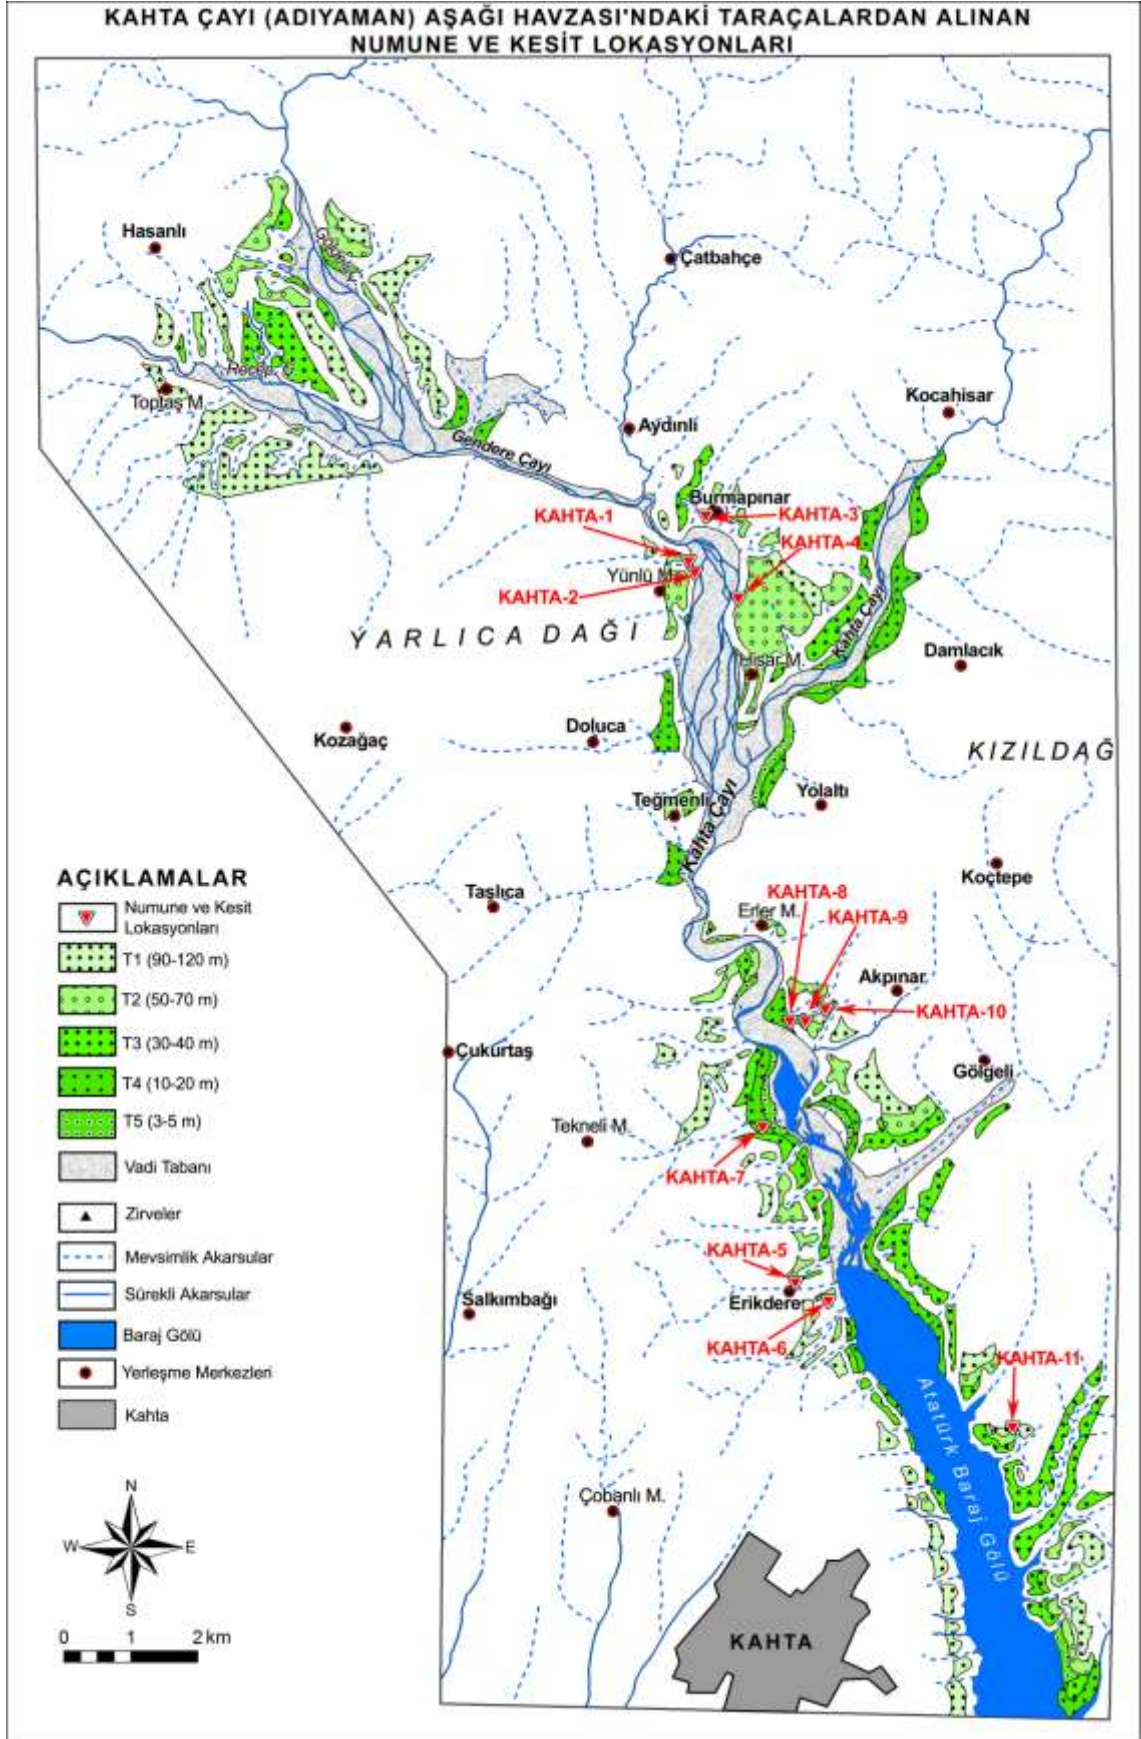 KAHTA ÇAYI (ADIYAMAN) AŞAĞI HAVZASI'NDAKİ TARAÇALARDAN ALINAN
NUMUNE VE KESİT LOKASYONLARI
Hasanlı
Çatbahçe
Toptaş M.
Recep
Kocahisar
Aydınlı
Gendere Çayı
Burmapınar
KAHTA-1
KAHTA-3
KAHTA-4
Yünlü M.
KAHTA-2
YARLICA DAĞI
Kahta Çayı
Hisar M.
Damlacık
Kozağaç
Doluca
KIZILDAĞ
Teğmenli
Yolaltı
Kahta Çayı
Koçtepe
Taşlıca
KAHTA-8
Erler M.
KAHTA-9
Akpınar
KAHTA-10
Çukurtaş
Gölgeli
Tekneli M.
KAHTA-7
KAHTA-5
Erikdere
Salkımbağı
KAHTA-6
KAHTA-11
Atatürk Baraj Gölü
Çobanlı M.
KAHTA
AÇIKLAMALAR
Numune ve Kesit
Lokasyonları
T1 (90-120 m)
T2 (50-70 m)
T3 (30-40 m)
T4 (10-20 m)
T5 (3-5 m)
Vadi Tabanı
Zirveler
Mevsimlik Akarsular
Sürekli Akarsular
Baraj Gölü
Yerleşme Merkezleri
Kahta
N
W
E
S
0 1 2 km